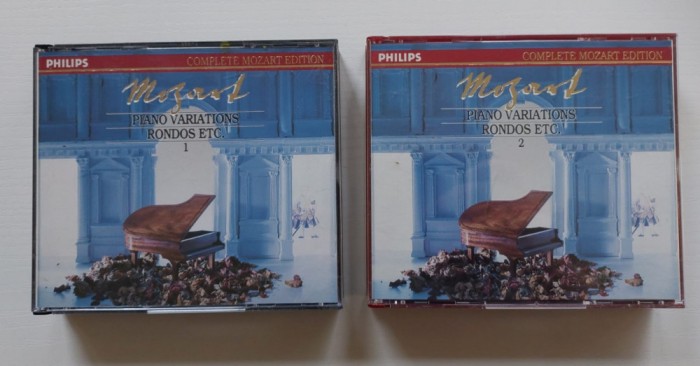 PHILIPS COMPLETE MOZART EDITION
Mozart
PIANO VARIATIONS
RONDOS ETC.
1
PHILIPS COMPLETE MOZART EDITION
Mozart
PIANO VARIATIONS
RONDOS ETC.
2